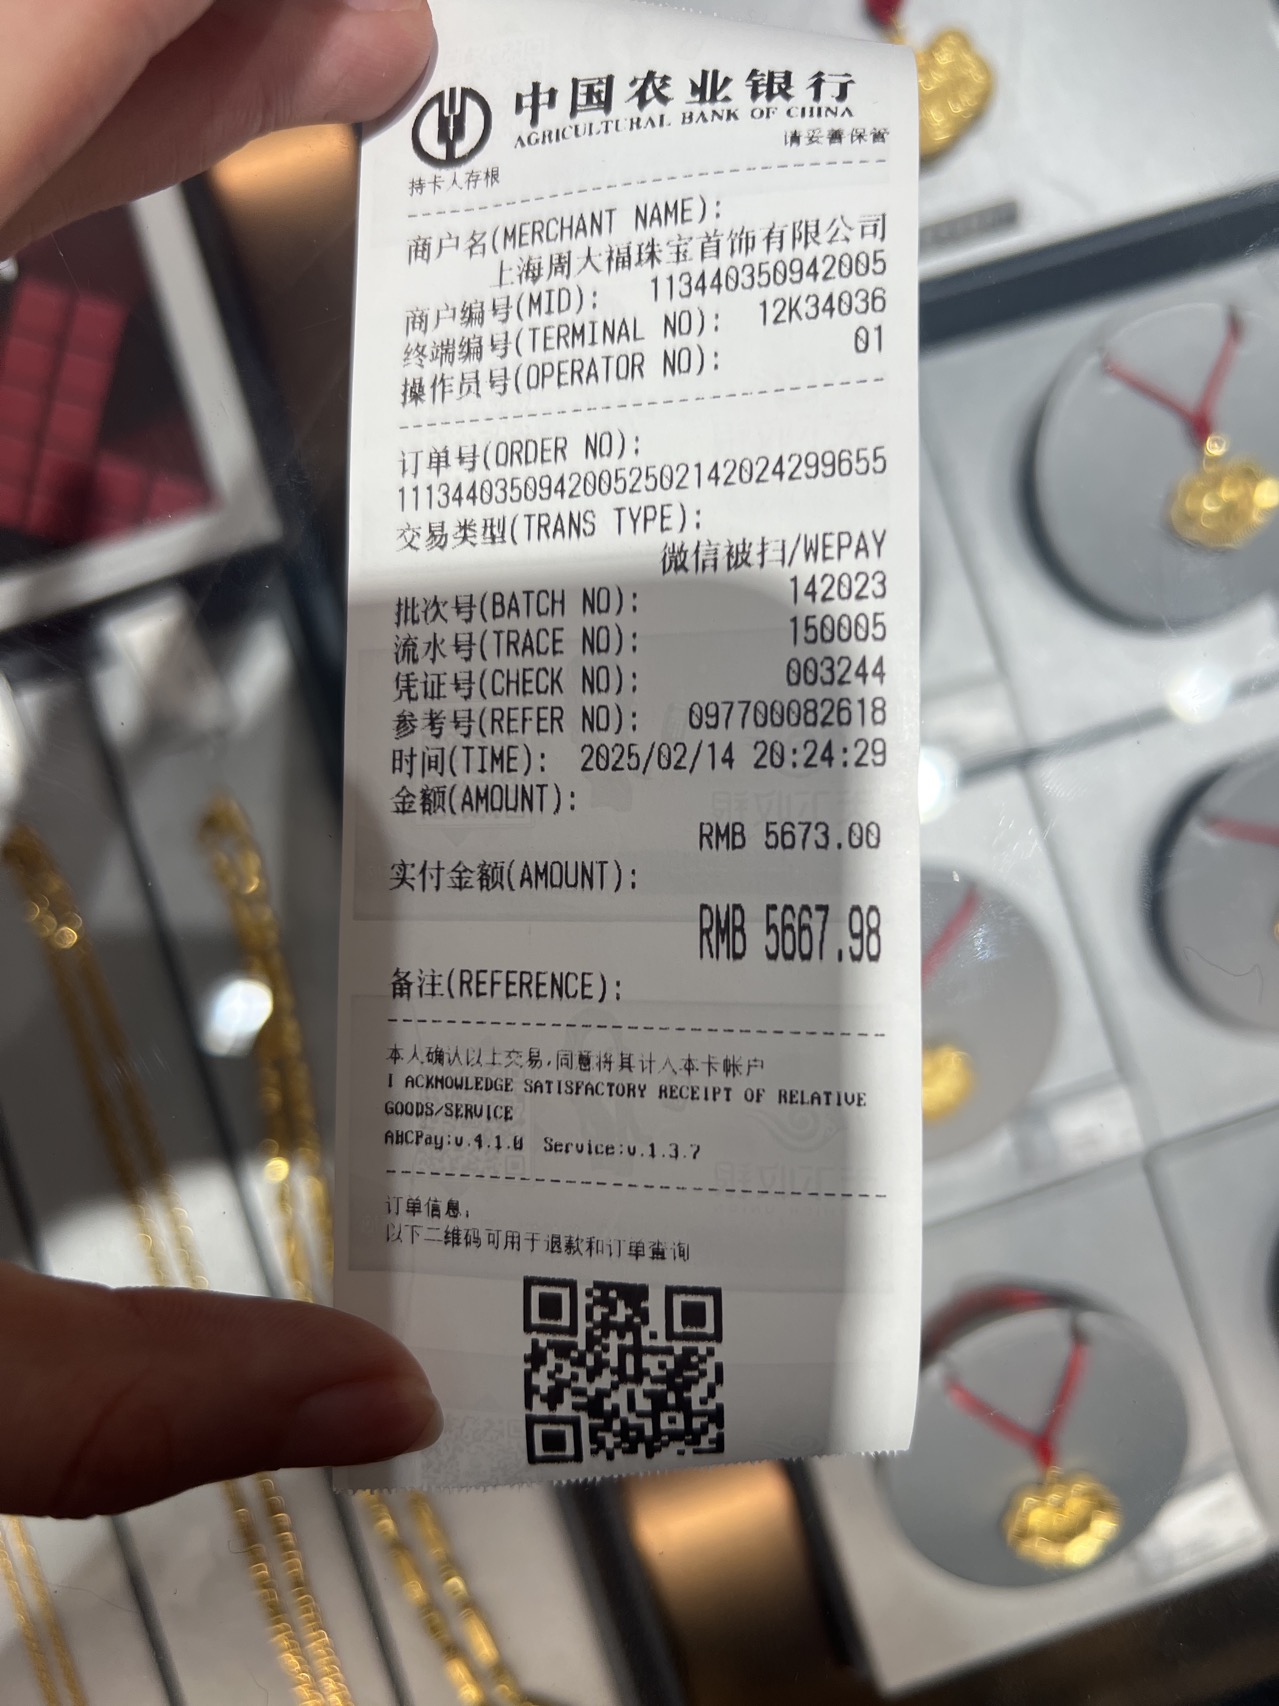 中国农业银行
AGRICULTURAL BANK OF CHINA
请妥善保管
持卡人存根
商户名(MERCHANT NAME):
上海周大福珠宝首饰有限公司
商户编号(MID): 113440350942005
终端编号(TERMINAL NO): 12K34036
操作员号(OPERATOR NO): 01
订单号(ORDER NO):
11134403509420052502142024299655
交易类型(TRANS TYPE):
微信被扫/WEPAY
批次号(BATCH NO): 142023
流水号(TRACE NO): 150005
凭证号(CHECK NO): 003244
参考号(REFER NO): 097700082618
时间(TIME): 2025/02/14 20:24:29
金额(AMOUNT):
RMB 5673.00
实付金额(AMOUNT):
RMB 5667.98
备注(REFERENCE):
本人确认以上交易,同意将其计入本卡帐户
I ACKNOWLEDGE SATISFACTORY RECEIPT OF RELATIVE
GOODS/SERVICE
ABCPay:v.4.1.0 Service:v.1.3.7
订单信息:
以下二维码可用于退款和订单查询